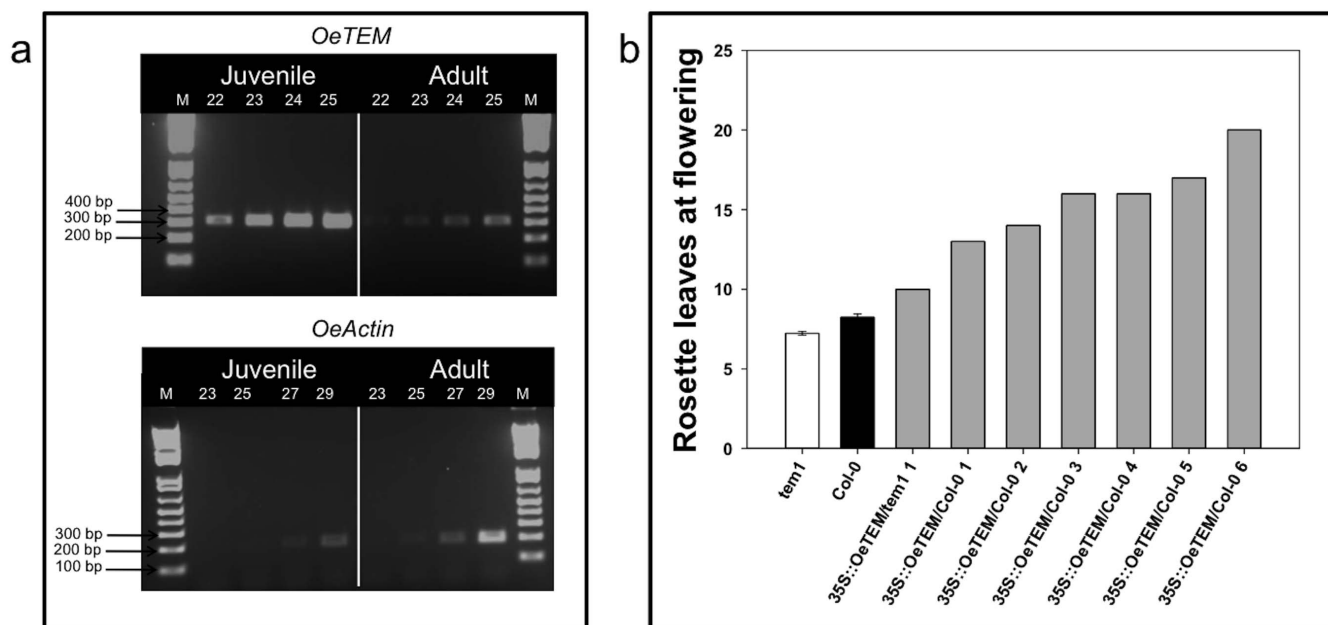 a
OeTEM
Juvenile Adult
M 22 23 24 25 22 23 24 25 M
400 bp
300 bp
200 bp
OeActin
Juvenile Adult
M 23 25 27 29 23 25 27 29 M
300 bp
200 bp
100 bp
b
Rosette leaves at flowering
25
20
15
10
5
0
tem1
Col-0
35S::OeTEM/tem1 1
35S::OeTEM/Col-0 1
35S::OeTEM/Col-0 2
35S::OeTEM/Col-0 3
35S::OeTEM/Col-0 4
35S::OeTEM/Col-0 5
35S::OeTEM/Col-0 6